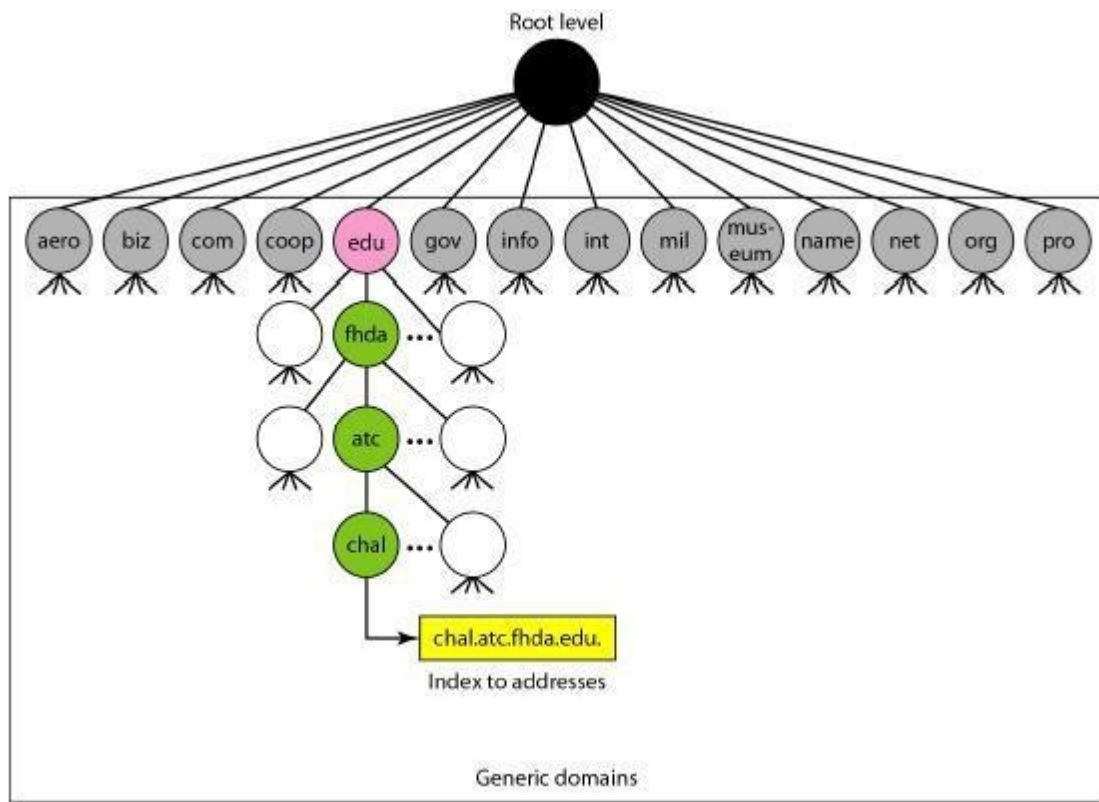 Root level
aero biz com coop edu gov info int mil mus-
eum name net org pro
fhda ...
atc ...
chal ...
chal.atc.fhda.edu.
Index to addresses
Generic domains